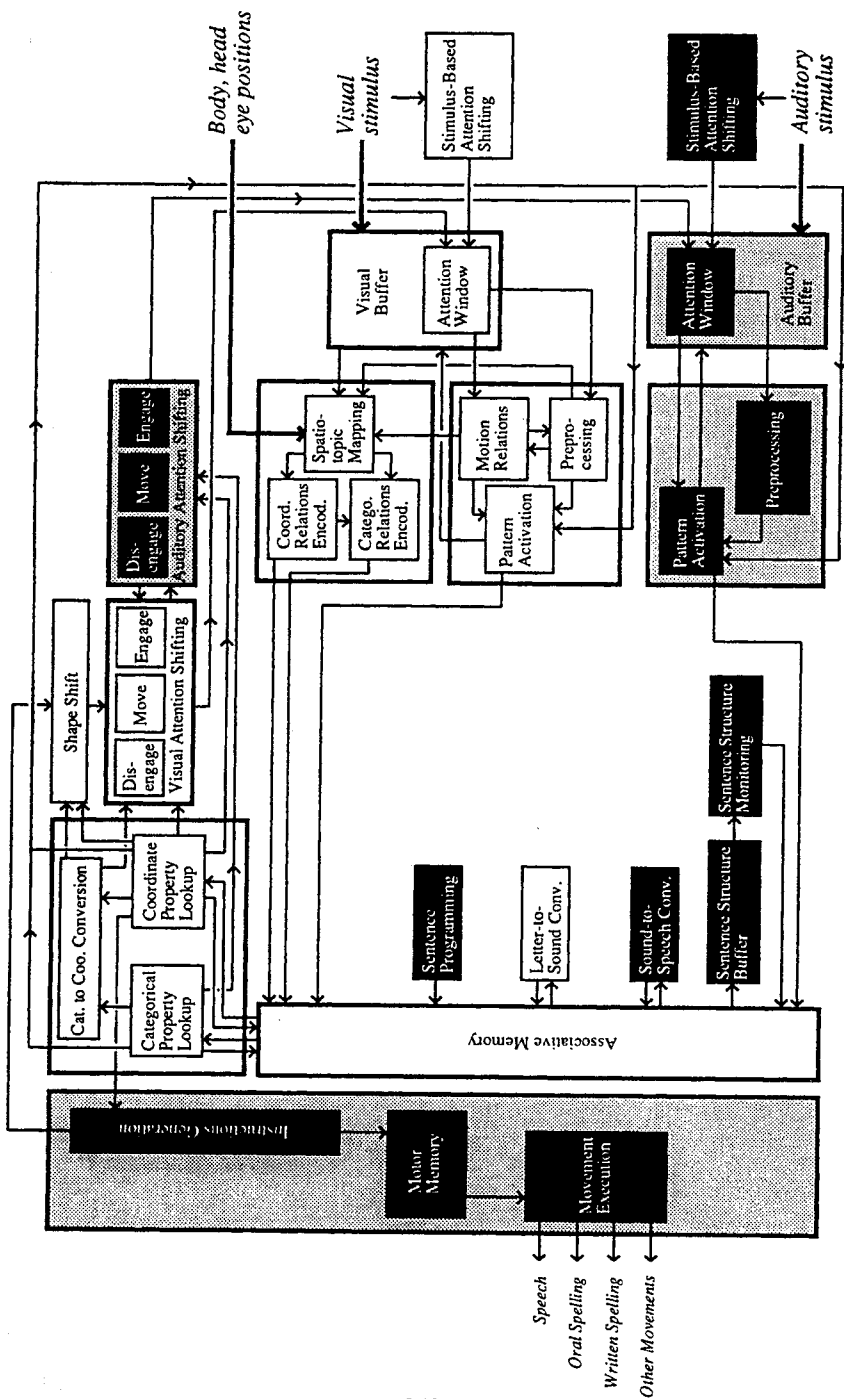 Body, head
eye positions
Visual
stimulus
Stimulus-Based
Attention
Shifting
Stimulus-Based
Attention
Shifting
Auditory
stimulus
Visual
Buffer
Attention
Window
Attention
Window
Auditory
Buffer
Dis-
engage
Move
Engage
Auditory Attention Shifting
Spatio-
topic
Mapping
Coord.
Relations
Encod.
Catego.
Relations
Encod.
Motion
Relations
Prepro-
cessing
Pattern
Activation
Preprocessing
Pattern
Activation
Shape Shift
Dis-
engage
Move
Engage
Visual Attention Shifting
Cat. to Coo. Conversion
Categorical
Property
Lookup
Coordinate
Property
Lookup
Sentence
Programming
Letter-to-
Sound Conv.
Sound-to-
Speech Conv.
Sentence Structure
Buffer
Sentence Structure
Monitoring
Associative Memory
Instructions Generation
Motor
Memory
Movement
Execution
Speech
Oral Spelling
Written Spelling
Other Movements